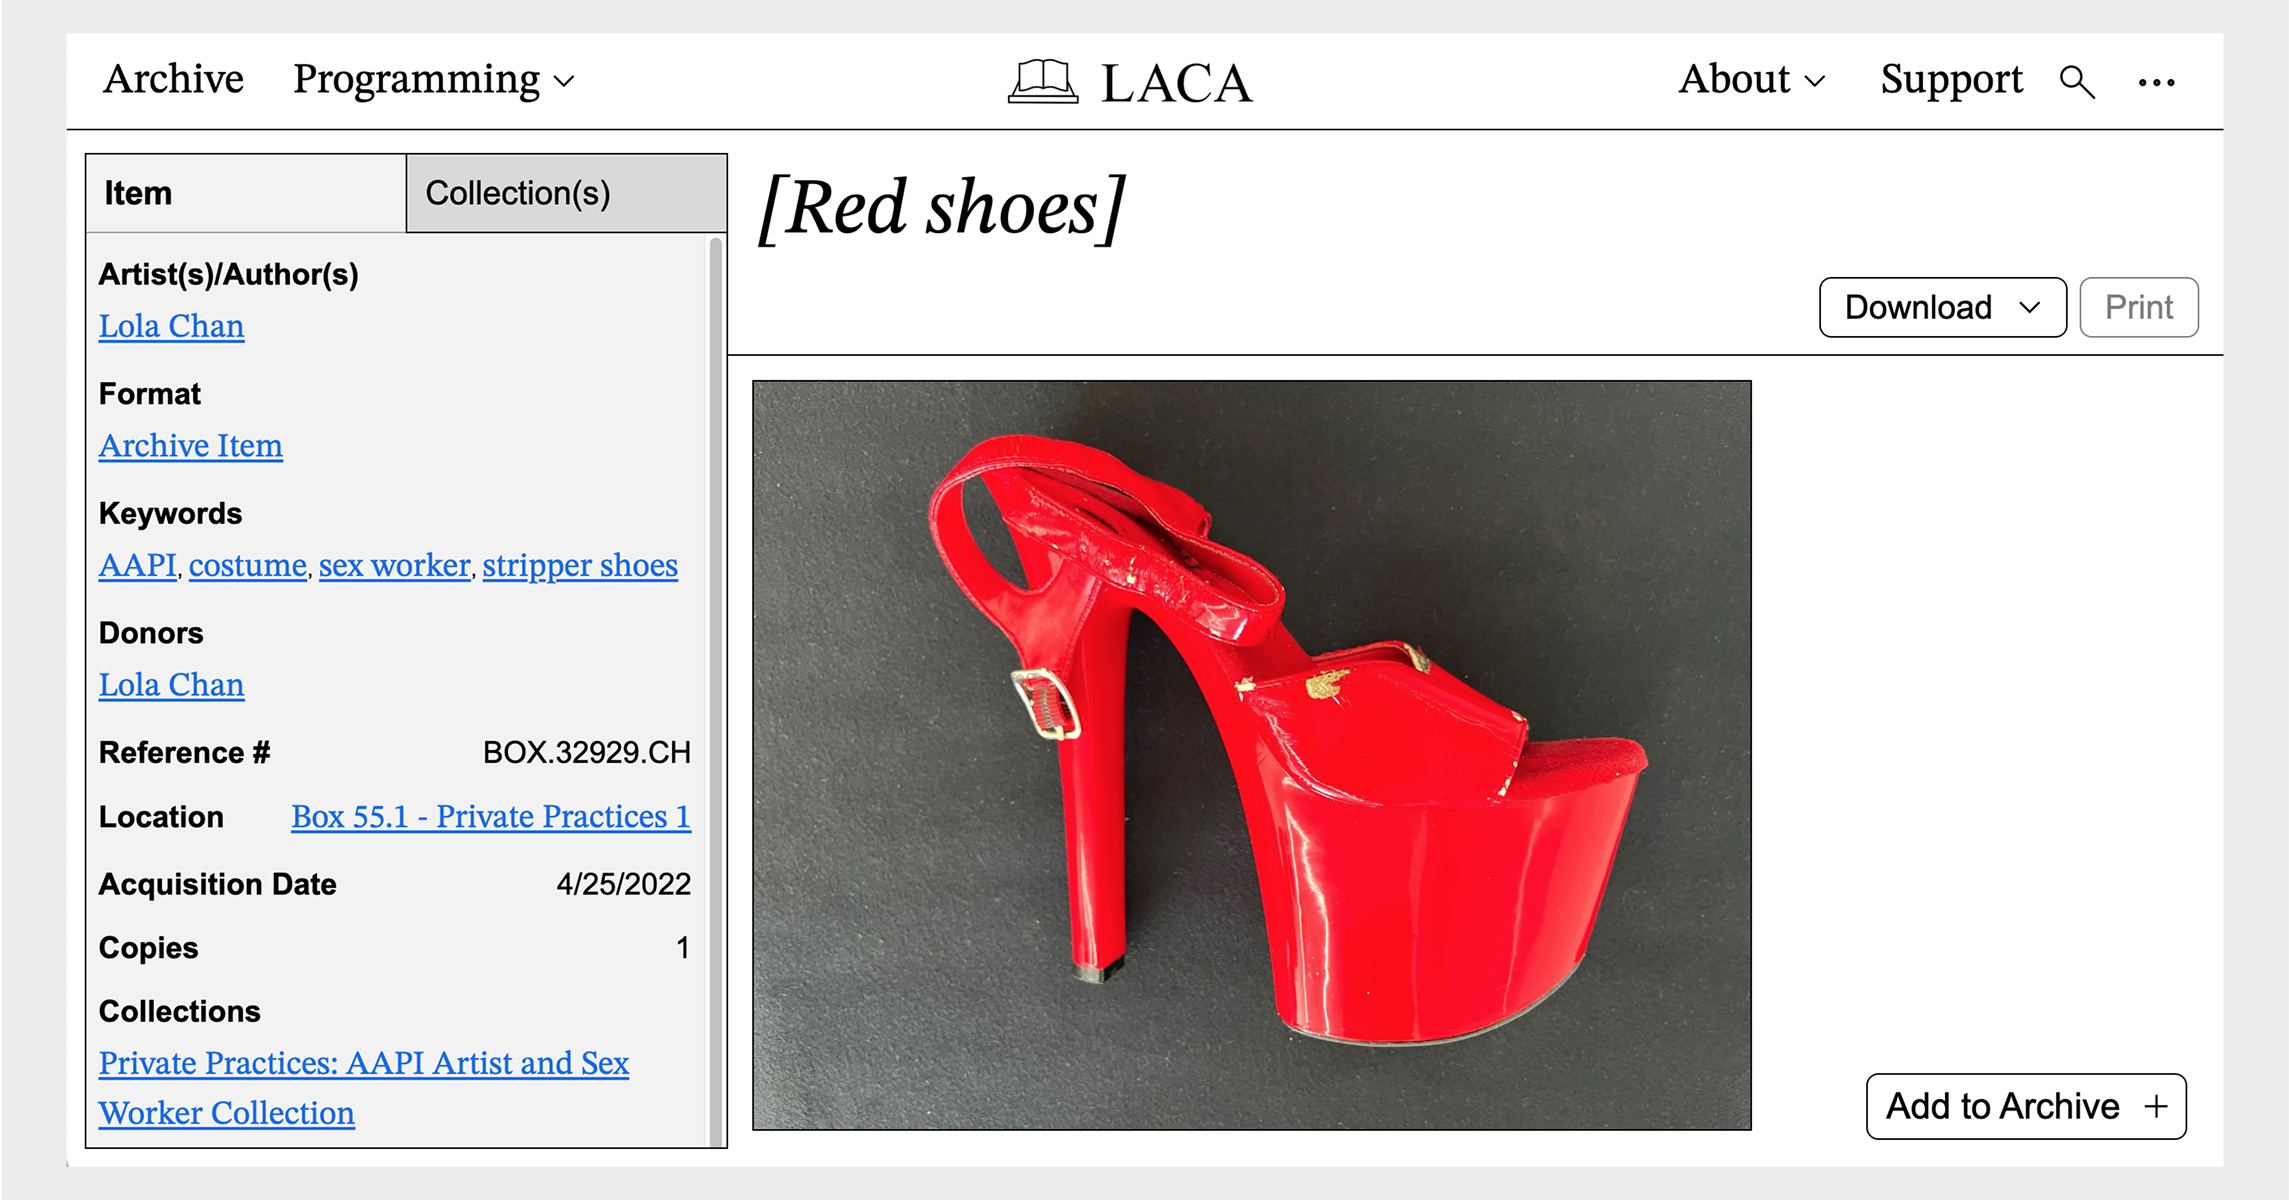 Archive Programming LACA About Support ...
Item Collection(s)
[Red shoes]
Download Print
Artist(s)/Author(s)
Lola Chan
Format
Archive Item
Keywords
AAPI, costume, sex worker, stripper shoes
Donors
Lola Chan
Reference # BOX.32929.CH
Location Box 55.1 - Private Practices 1
Acquisition Date 4/25/2022
Copies 1
Collections
Private Practices: AAPI Artist and Sex
Worker Collection
Add to Archive +